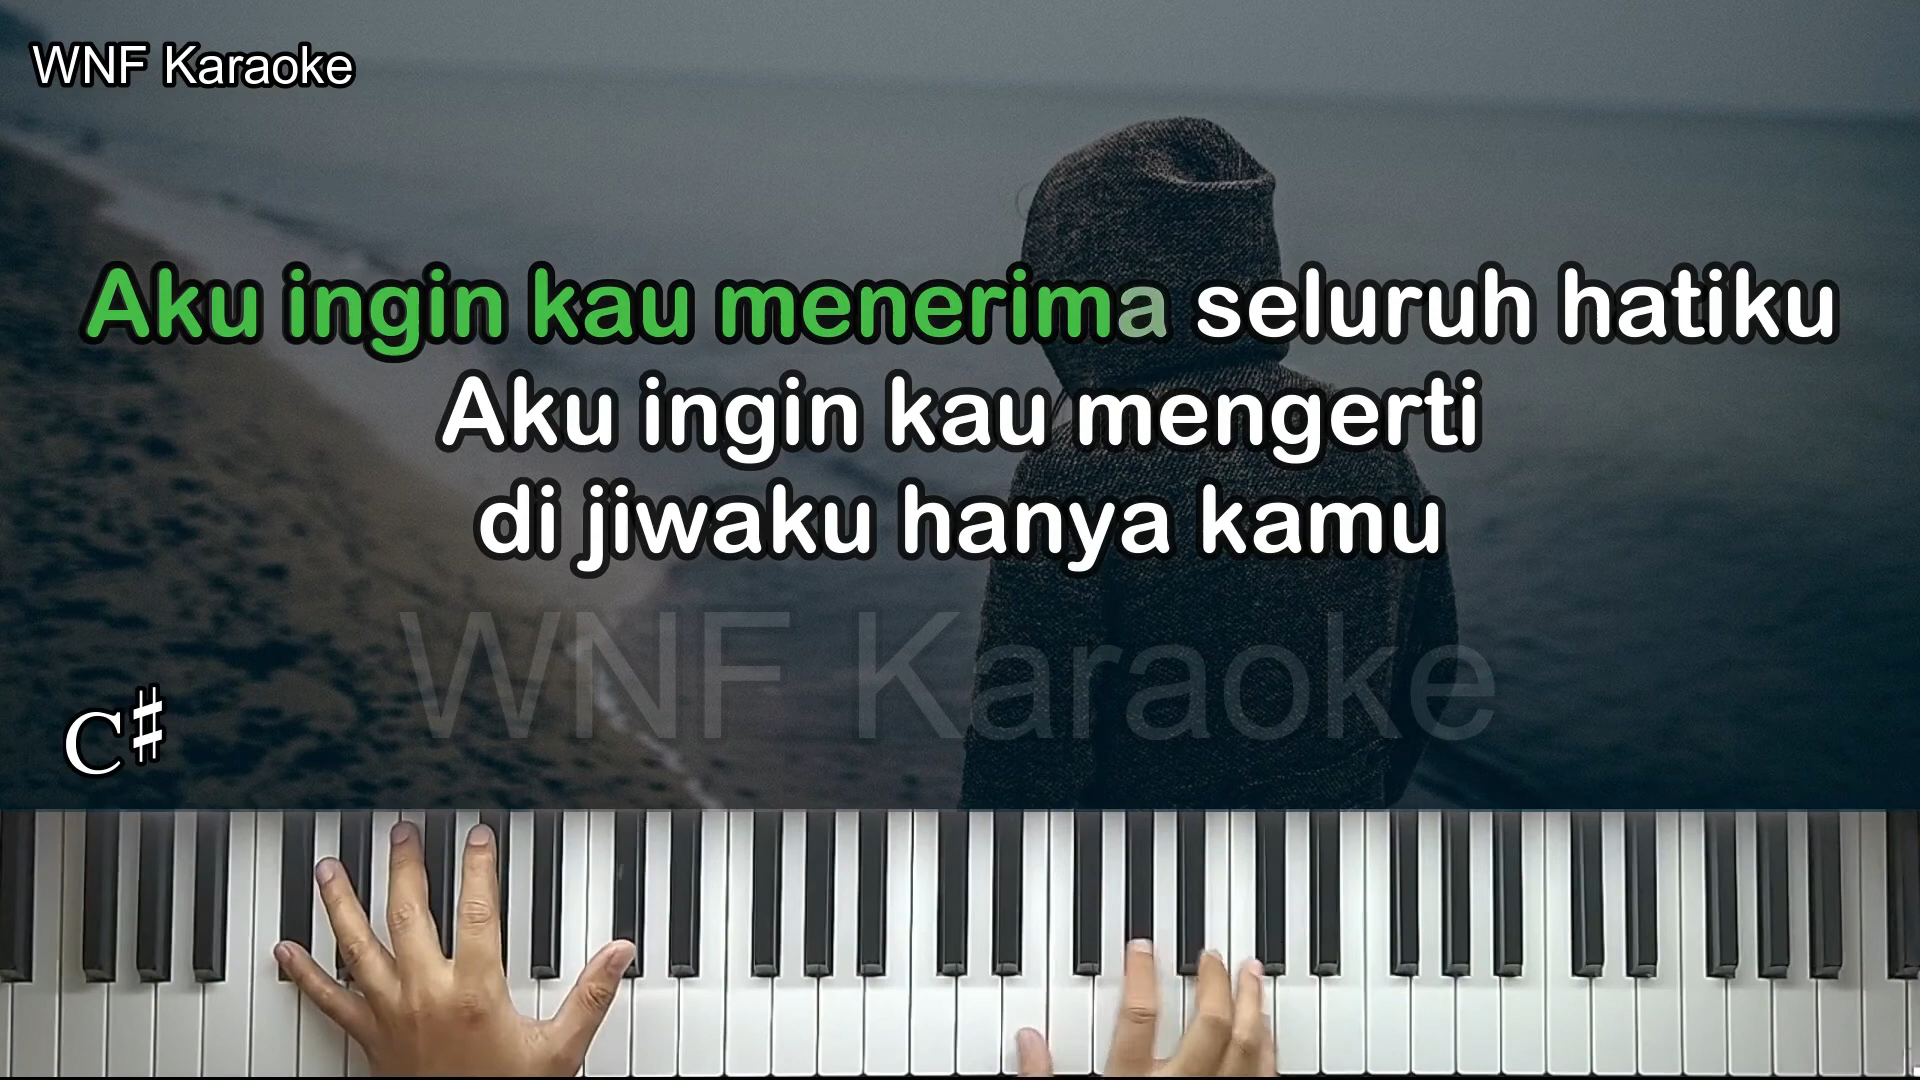 WNF Karaoke
Aku ingin kau menerima seluruh hatiku
Aku ingin kau mengerti
di jiwaku hanya kamu
WNF Karaoke
C♯